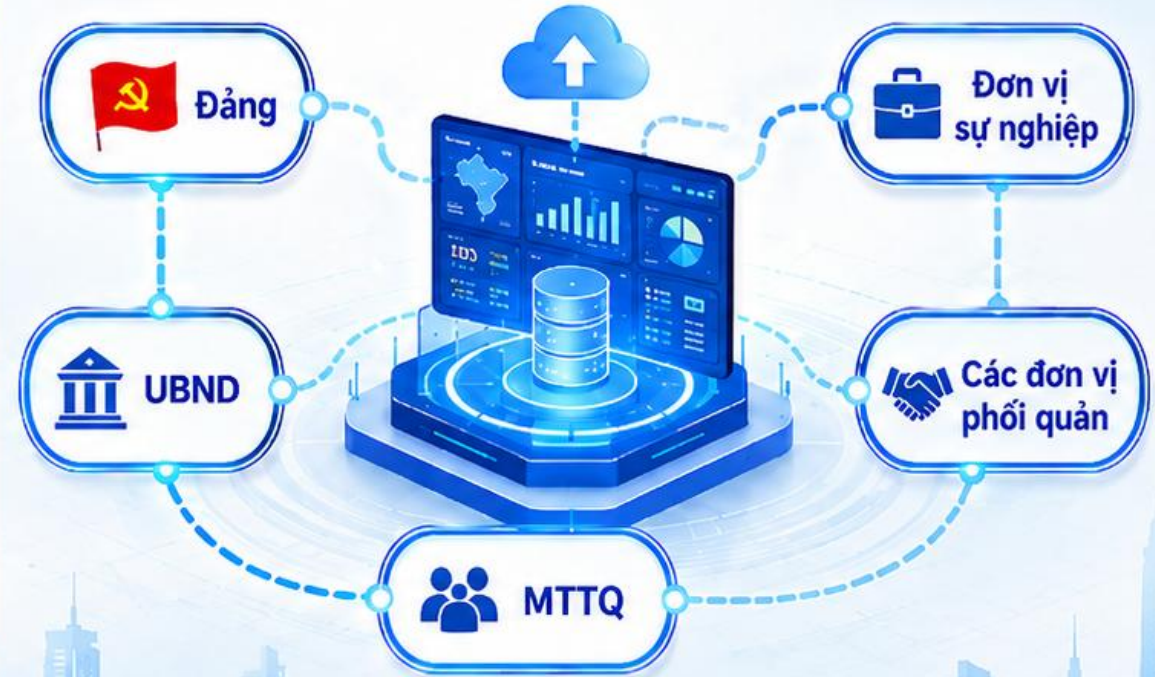 Đảng
Đơn vị
sự nghiệp
UBND
Các đơn vị
phối quản
MTTQ